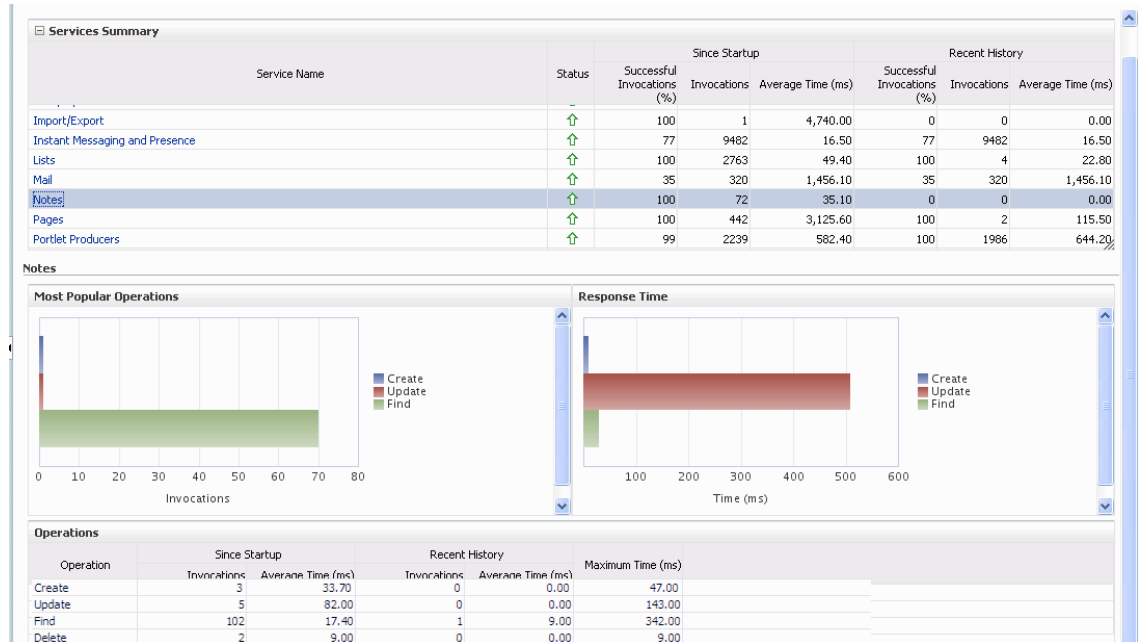 Services Summary
Service Name Status Since Startup Recent History
Successful Invocations (%) Invocations Average Time (ms) Successful Invocations (%) Invocations Average Time (ms)
Import/Export 100 1 4,740.00 0 0 0.00
Instant Messaging and Presence 77 9482 16.50 77 9482 16.50
Lists 100 2763 49.40 100 4 22.80
Mail 35 320 1,456.10 35 320 1,456.10
Notes 100 72 35.10 0 0 0.00
Pages 100 442 3,125.60 100 2 115.50
Portlet Producers 99 2239 582.40 100 1986 644.20
Notes
Most Popular Operations
Create
Update
Find
0 10 20 30 40 50 60 70 80
Invocations
Response Time
Create
Update
Find
100 200 300 400 500 600
Time (ms)
Operations
Operation Since Startup Recent History Maximum Time (ms)
Invocations Average Time (ms) Invocations Average Time (ms)
Create 3 33.70 0 0.00 47.00
Update 5 82.00 0 0.00 143.00
Find 102 17.40 1 9.00 342.00
Delete 2 9.00 0 0.00 9.00